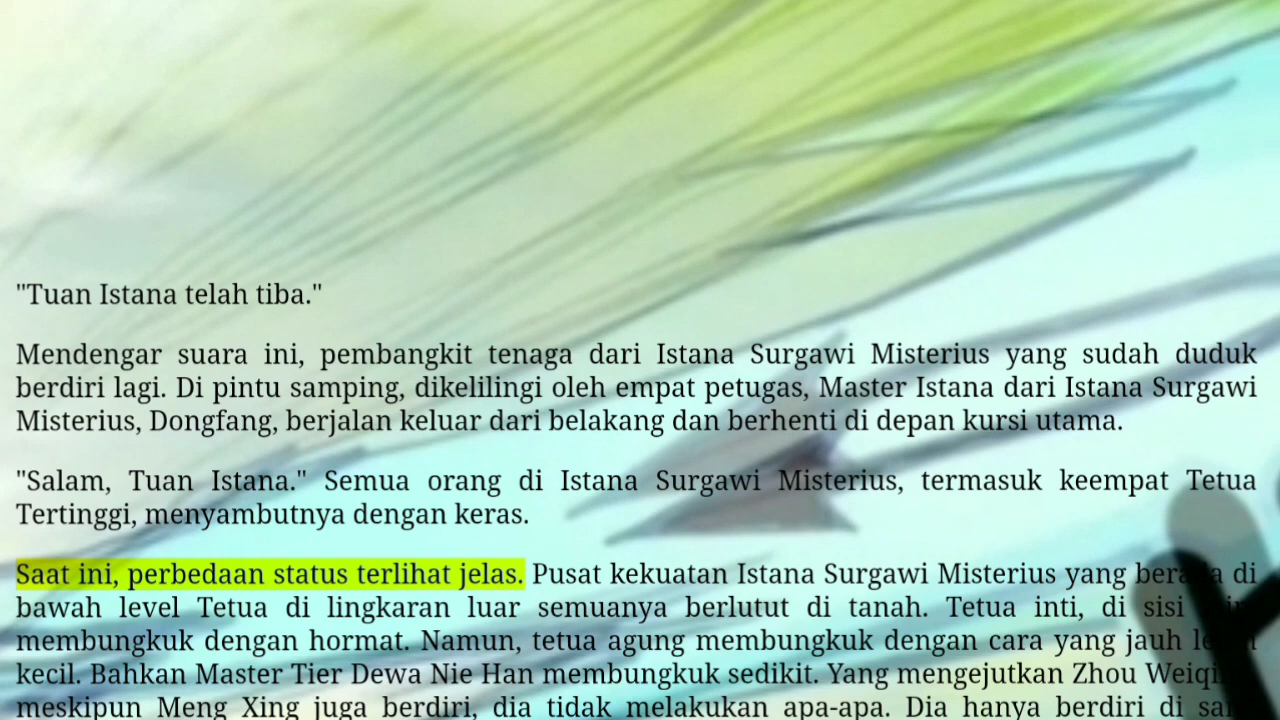 "Tuan Istana telah tiba."
Mendengar suara ini, pembangkit tenaga dari Istana Surgawi Misterius yang sudah duduk
berdiri lagi. Di pintu samping, dikelilingi oleh empat petugas, Master Istana dari Istana Surgawi
Misterius, Dongfang, berjalan keluar dari belakang dan berhenti di depan kursi utama.
"Salam, Tuan Istana." Semua orang di Istana Surgawi Misterius, termasuk keempat Tetua
Tertinggi, menyambutnya dengan keras.
Saat ini, perbedaan status terlihat jelas. Pusat kekuatan Istana Surgawi Misterius yang berada di
bawah level Tetua di lingkaran luar semuanya berlutut di tanah. Tetua inti, di sisi
membungkuk dengan hormat. Namun, tetua agung membungkuk dengan cara yang jauh lebih
kecil. Bahkan Master Tier Dewa Nie Han membungkuk sedikit. Yang mengejutkan Zhou
meskipun Meng Xing juga berdiri, dia tidak melakukan apa-apa. Dia hanya berdiri di